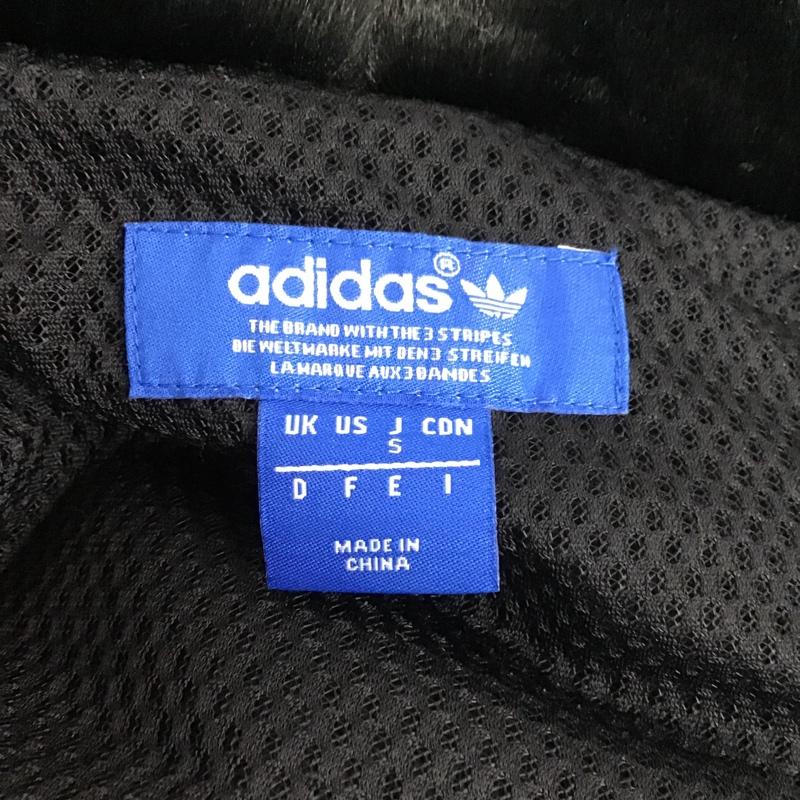 adidas®
THE BRAND WITH THE 3 STRIPES
DIE WELTMARKE MIT DEN 3 STREIFEN
LA MARQUE AUX 3 BANDES
UK US J CDN
S
D F E I
MADE IN
CHINA